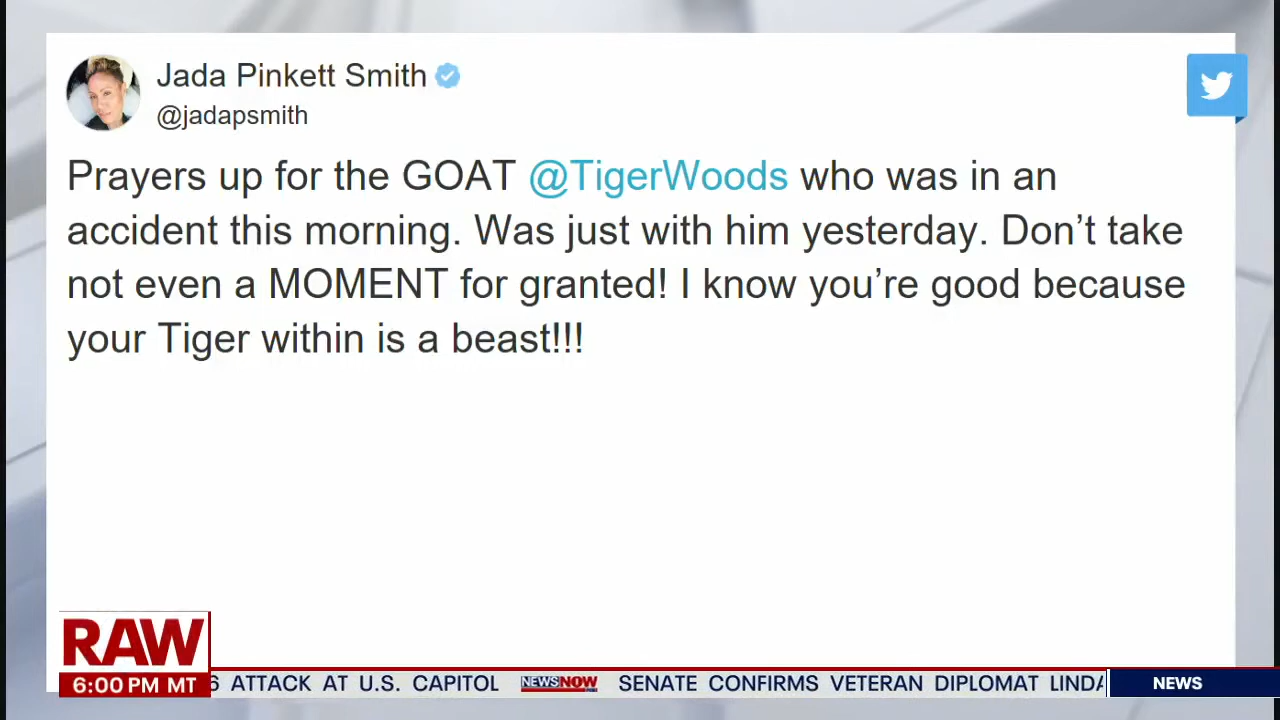 Jada Pinkett Smith
@jadapsmith
Prayers up for the GOAT @TigerWoods who was in an
accident this morning. Was just with him yesterday. Don’t take
not even a MOMENT for granted! I know you’re good because
your Tiger within is a beast!!!
RAW
6:00 PM MT
6 ATTACK AT U.S. CAPITOL NEWSNOW SENATE CONFIRMS VETERAN DIPLOMAT LINDA NEWS